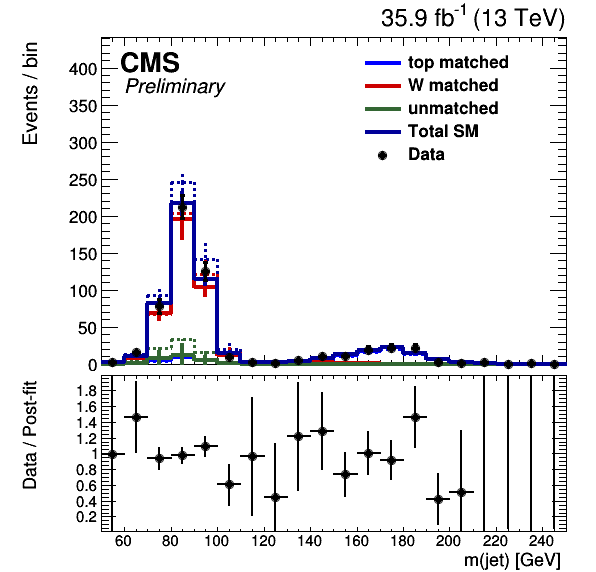 35.9 fb⁻¹ (13 TeV)
CMS
Preliminary
top matched
W matched
unmatched
Total SM
Data
Events / bin
400
350
300
250
200
150
100
50
0
Data / Post-fit
1.8
1.6
1.4
1.2
1
0.8
0.6
0.4
0.2
60 80 100 120 140 160 180 200 220 240
m(jet) [GeV]